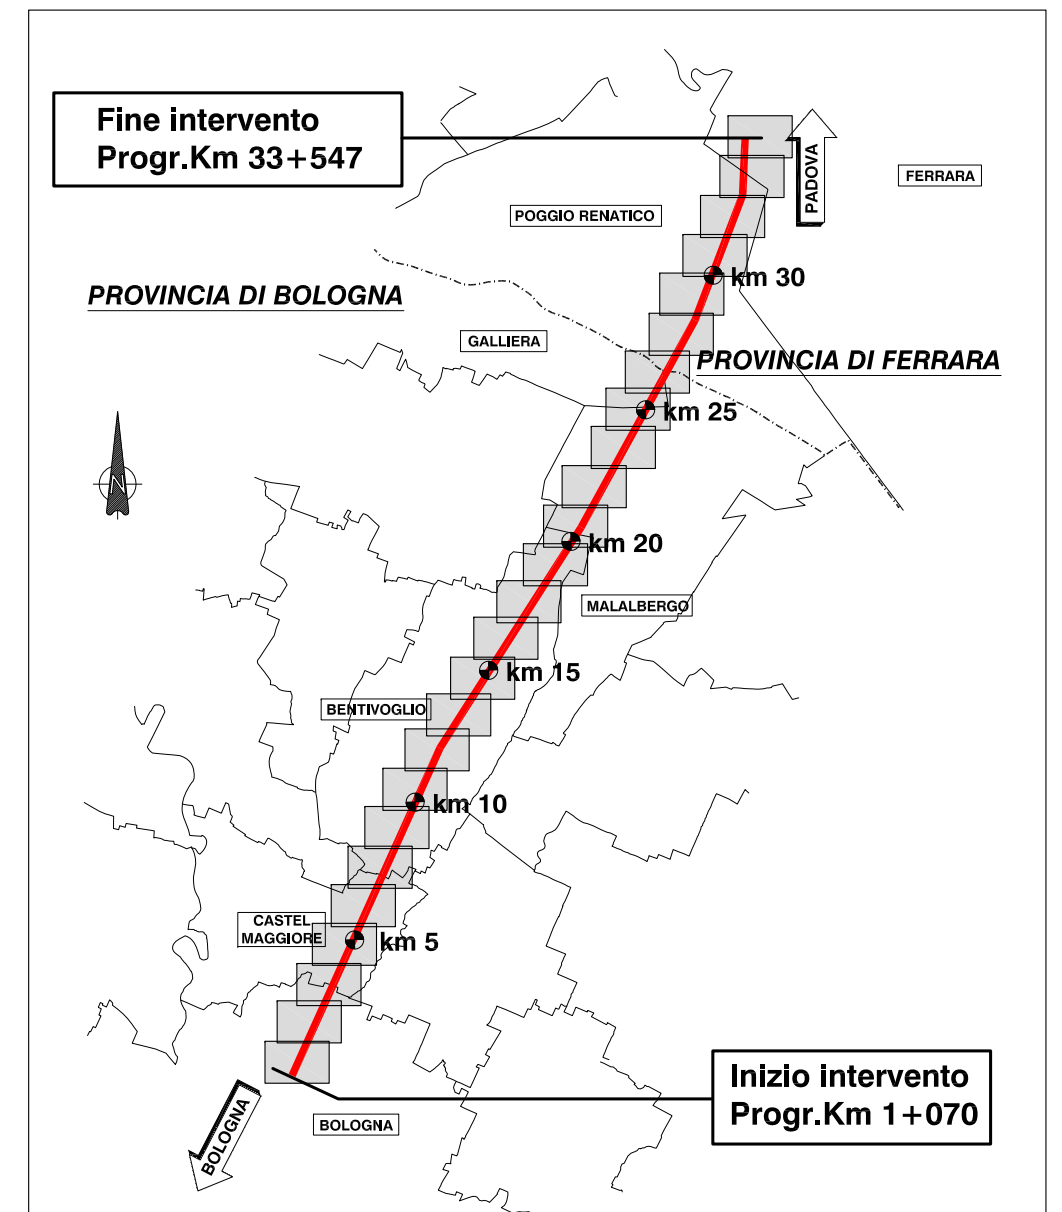 Fine intervento
Progr.Km 33+547
PADOVA
FERRARA
POGGIO RENATICO
km 30
PROVINCIA DI BOLOGNA
GALLIERA
PROVINCIA DI FERRARA
km 25
N
km 20
MALALBERGO
km 15
BENTIVOGLIO
km 10
CASTEL
MAGGIORE
km 5
Inizio intervento
Progr.Km 1+070
BOLOGNA
BOLOGNA